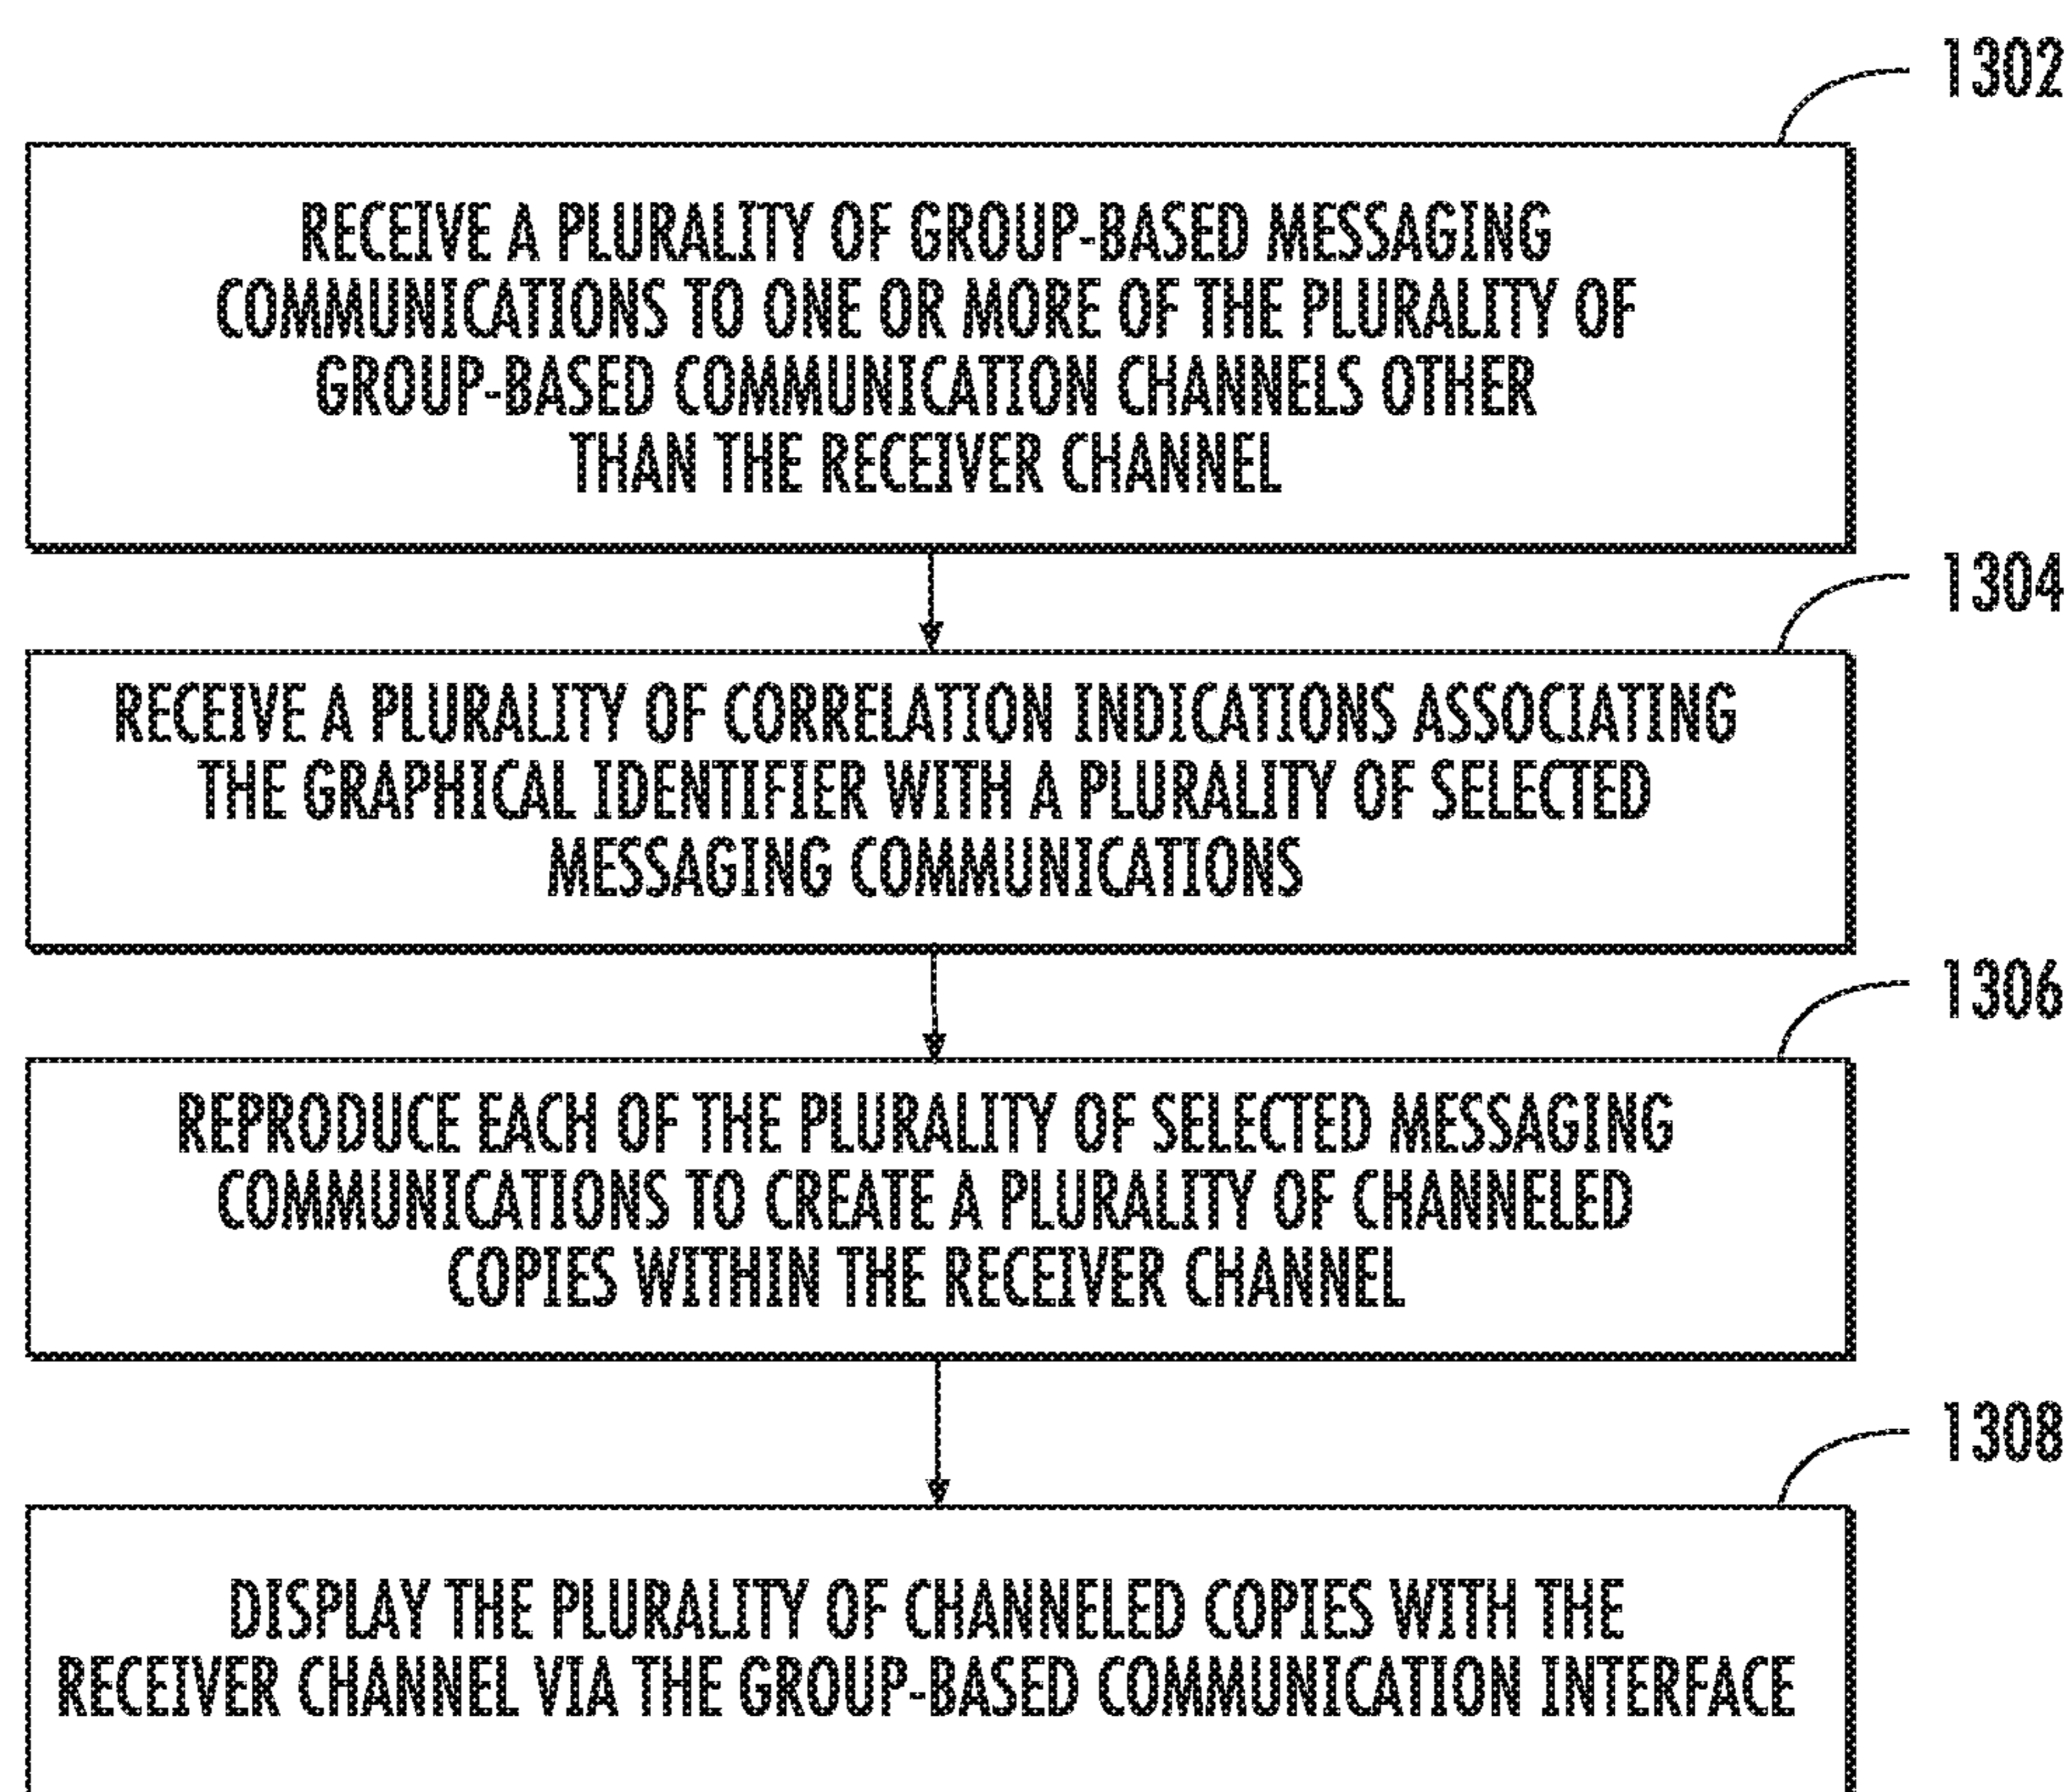 1302
RECEIVE A PLURALITY OF GROUP-BASED MESSAGING
COMMUNICATIONS TO ONE OR MORE OF THE PLURALITY OF
GROUP-BASED COMMUNICATION CHANNELS OTHER
THAN THE RECEIVER CHANNEL
1304
RECEIVE A PLURALITY OF CORRELATION INDICATIONS ASSOCIATING
THE GRAPHICAL IDENTIFIER WITH A PLURALITY OF SELECTED
MESSAGING COMMUNICATIONS
1306
REPRODUCE EACH OF THE PLURALITY OF SELECTED MESSAGING
COMMUNICATIONS TO CREATE A PLURALITY OF CHANNELED
COPIES WITHIN THE RECEIVER CHANNEL
1308
DISPLAY THE PLURALITY OF CHANNELED COPIES WITH THE
RECEIVER CHANNEL VIA THE GROUP-BASED COMMUNICATION INTERFACE